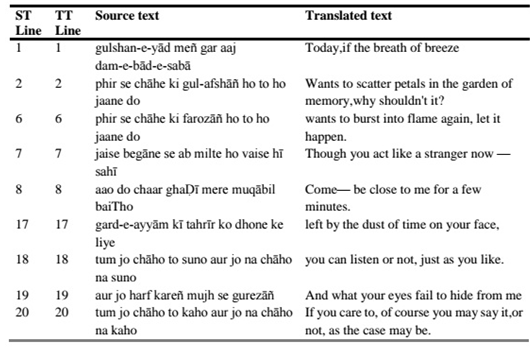 ST TT Source text Translated text
Line Line
1 1 gulshan-e-yād meñ gar aaj Today,if the breath of breeze
dam-e-bād-e-sabā
2 2 phir se chāhe ki gul-afshāñ ho to ho Wants to scatter petals in the garden of
jaane do memory,why shouldn't it?
6 6 phir se chāhe ki farozāñ ho to ho wants to burst into flame again, let it
jaane do happen.
7 7 jaise begāne se ab milte ho vaise hī Though you act like a stranger now —
sahī
8 8 aao do chaar ghaḌī mere muqābil Come— be close to me for a few
baiTho minutes.
17 17 gard-e-ayyām kī tahrīr ko dhone ke left by the dust of time on your face,
liye
18 18 tum jo chāho to suno aur jo na chāho you can listen or not, just as you like.
na suno
19 19 aur jo harf kareñ mujh se gurezāñ And what your eyes fail to hide from me
20 20 tum jo chāho to kaho aur jo na chāho If you care to, of course you may say it,or
na kaho not, as the case may be.